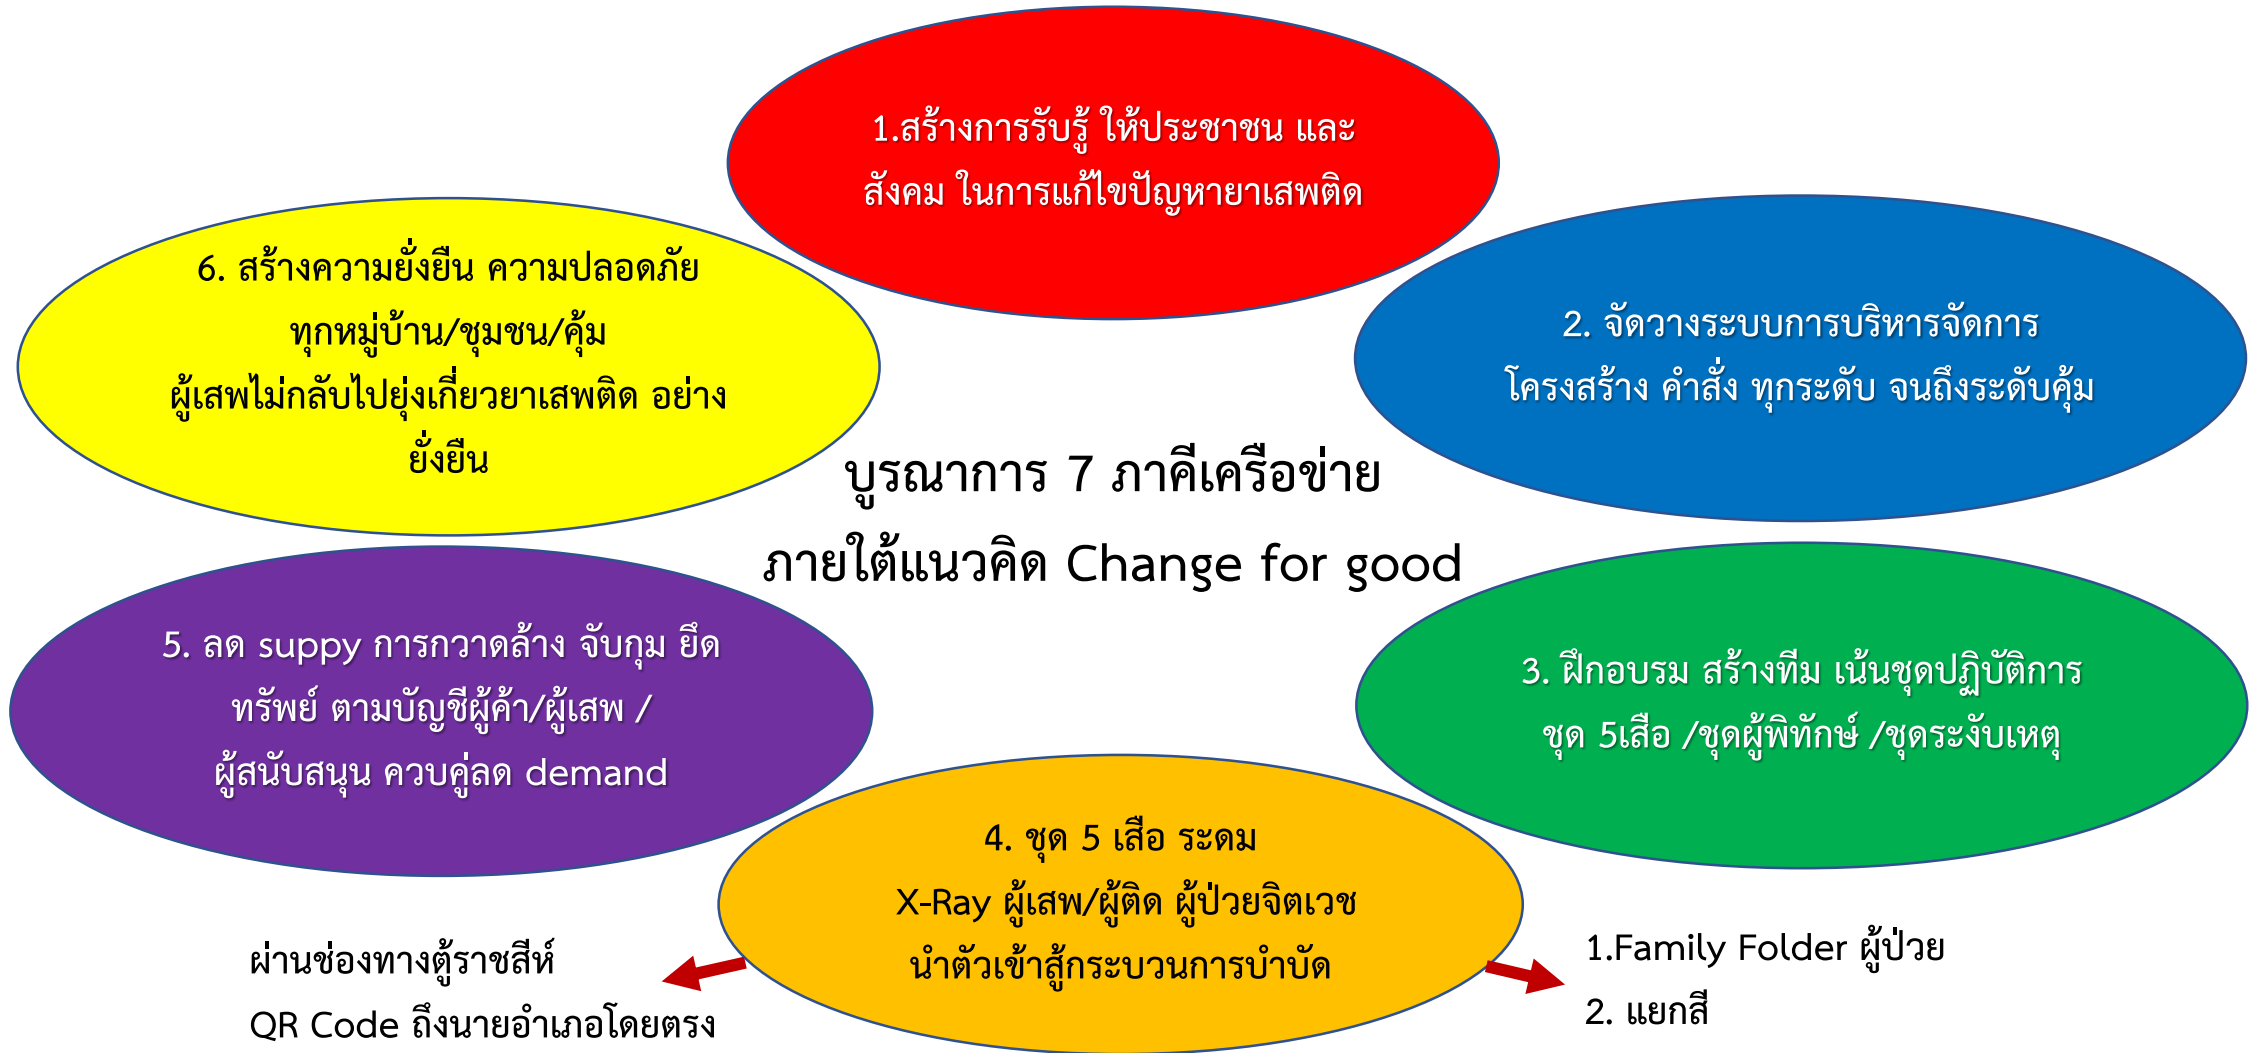 1.สร้างการรับรู้ ให้ประชาชน และ
สังคม ในการแก้ไขปัญหายาเสพติด
2. จัดวางระบบการบริหารจัดการ
โครงสร้าง คำสั่ง ทุกระดับ จนถึงระดับคุ้ม
3. ฝึกอบรม สร้างทีม เน้นชุดปฏิบัติการ
ชุด 5เสือ /ชุดผู้พิทักษ์ /ชุดระงับเหตุ
4. ชุด 5 เสือ ระดม
X-Ray ผู้เสพ/ผู้ติด ผู้ป่วยจิตเวช
นำตัวเข้าสู้กระบวนการบำบัด
1.Family Folder ผู้ป่วย
2. แยกสี
ผ่านช่องทางตู้ราชสีห์
QR Code ถึงนายอำเภอโดยตรง
5. ลด suppy การกวาดล้าง จับกุม ยึด
ทรัพย์ ตามบัญชีผู้ค้า/ผู้เสพ /
ผู้สนับสนุน ควบคู่ลด demand
6. สร้างความยั่งยืน ความปลอดภัย
ทุกหมู่บ้าน/ชุมชน/คุ้ม
ผู้เสพไม่กลับไปยุ่งเกี่ยวยาเสพติด อย่าง
ยั่งยืน
บูรณาการ 7 ภาคีเครือข่าย
ภายใต้แนวคิด Change for good